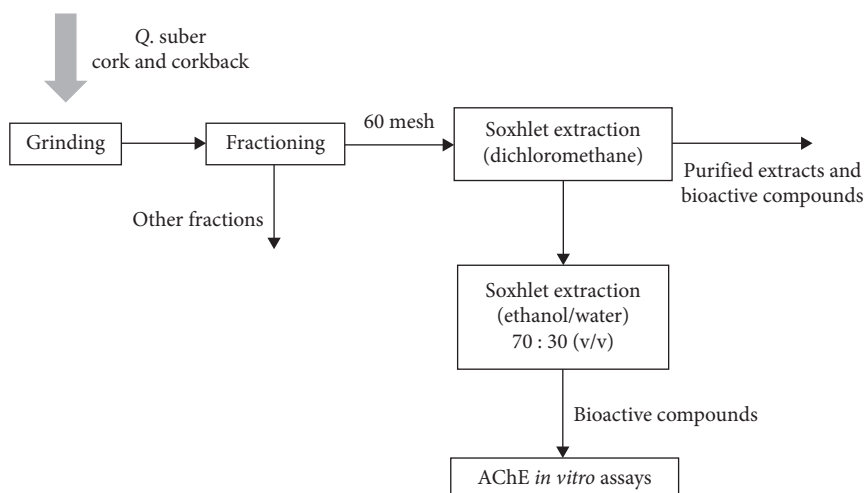 Q. suber
cork and corkback
Grinding
Fractioning
60 mesh
Soxhlet extraction
(dichloromethane)
Purified extracts and
bioactive compounds
Other fractions
Soxhlet extraction
(ethanol/water)
70 : 30 (v/v)
Bioactive compounds
AChE in vitro assays